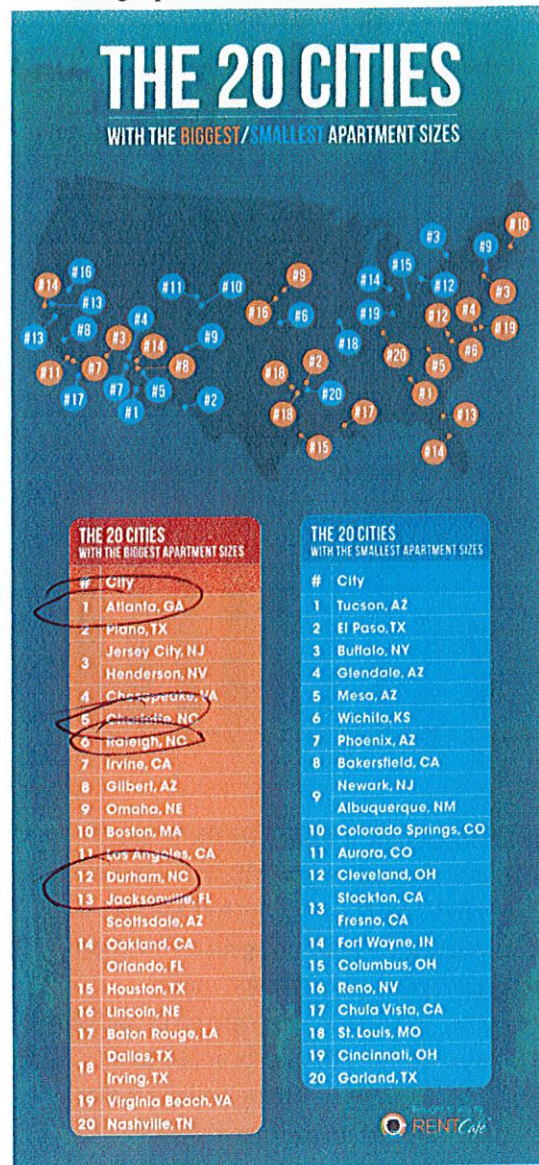 THE 20 CITIES
WITH THE BIGGEST/SMALLEST APARTMENT SIZES
#10
#3
#9
#16
#15
#9
#14
#11
#10
#14
#12
#3
#13
#16
#6
#19
#12
#4
#19
#13
#8
#4
#18
#3
#14
#9
#6
#11
#7
#8
#2
#20
#5
#18
#20
#17
#7
#5
#2
#1
#1
#18
#17
#13
#15
#14
THE 20 CITIES
WITH THE BIGGEST APARTMENT SIZES
# City
1 Atlanta, GA
2 Plano, TX
3 Jersey City, NJ
Henderson, NV
4 Chesapeake, VA
5 Charlotte, NC
6 Raleigh, NC
7 Irvine, CA
8 Gilbert, AZ
9 Omaha, NE
10 Boston, MA
11 Los Angeles, CA
12 Durham, NC
13 Jacksonville, FL
Scottsdale, AZ
14 Oakland, CA
Orlando, FL
15 Houston, TX
16 Lincoln, NE
17 Baton Rouge, LA
18 Dallas, TX
Irving, TX
19 Virginia Beach, VA
20 Nashville, TN
THE 20 CITIES
WITH THE SMALLEST APARTMENT SIZES
# City
1 Tucson, AZ
2 El Paso, TX
3 Buffalo, NY
4 Glendale, AZ
5 Mesa, AZ
6 Wichita, KS
7 Phoenix, AZ
8 Bakersfield, CA
9 Newark, NJ
Albuquerque, NM
10 Colorado Springs, CO
11 Aurora, CO
12 Cleveland, OH
13 Stockton, CA
Fresno, CA
14 Fort Wayne, IN
15 Columbus, OH
16 Reno, NV
17 Chula Vista, CA
18 St. Louis, MO
19 Cincinnati, OH
20 Garland, TX
RENTCafé